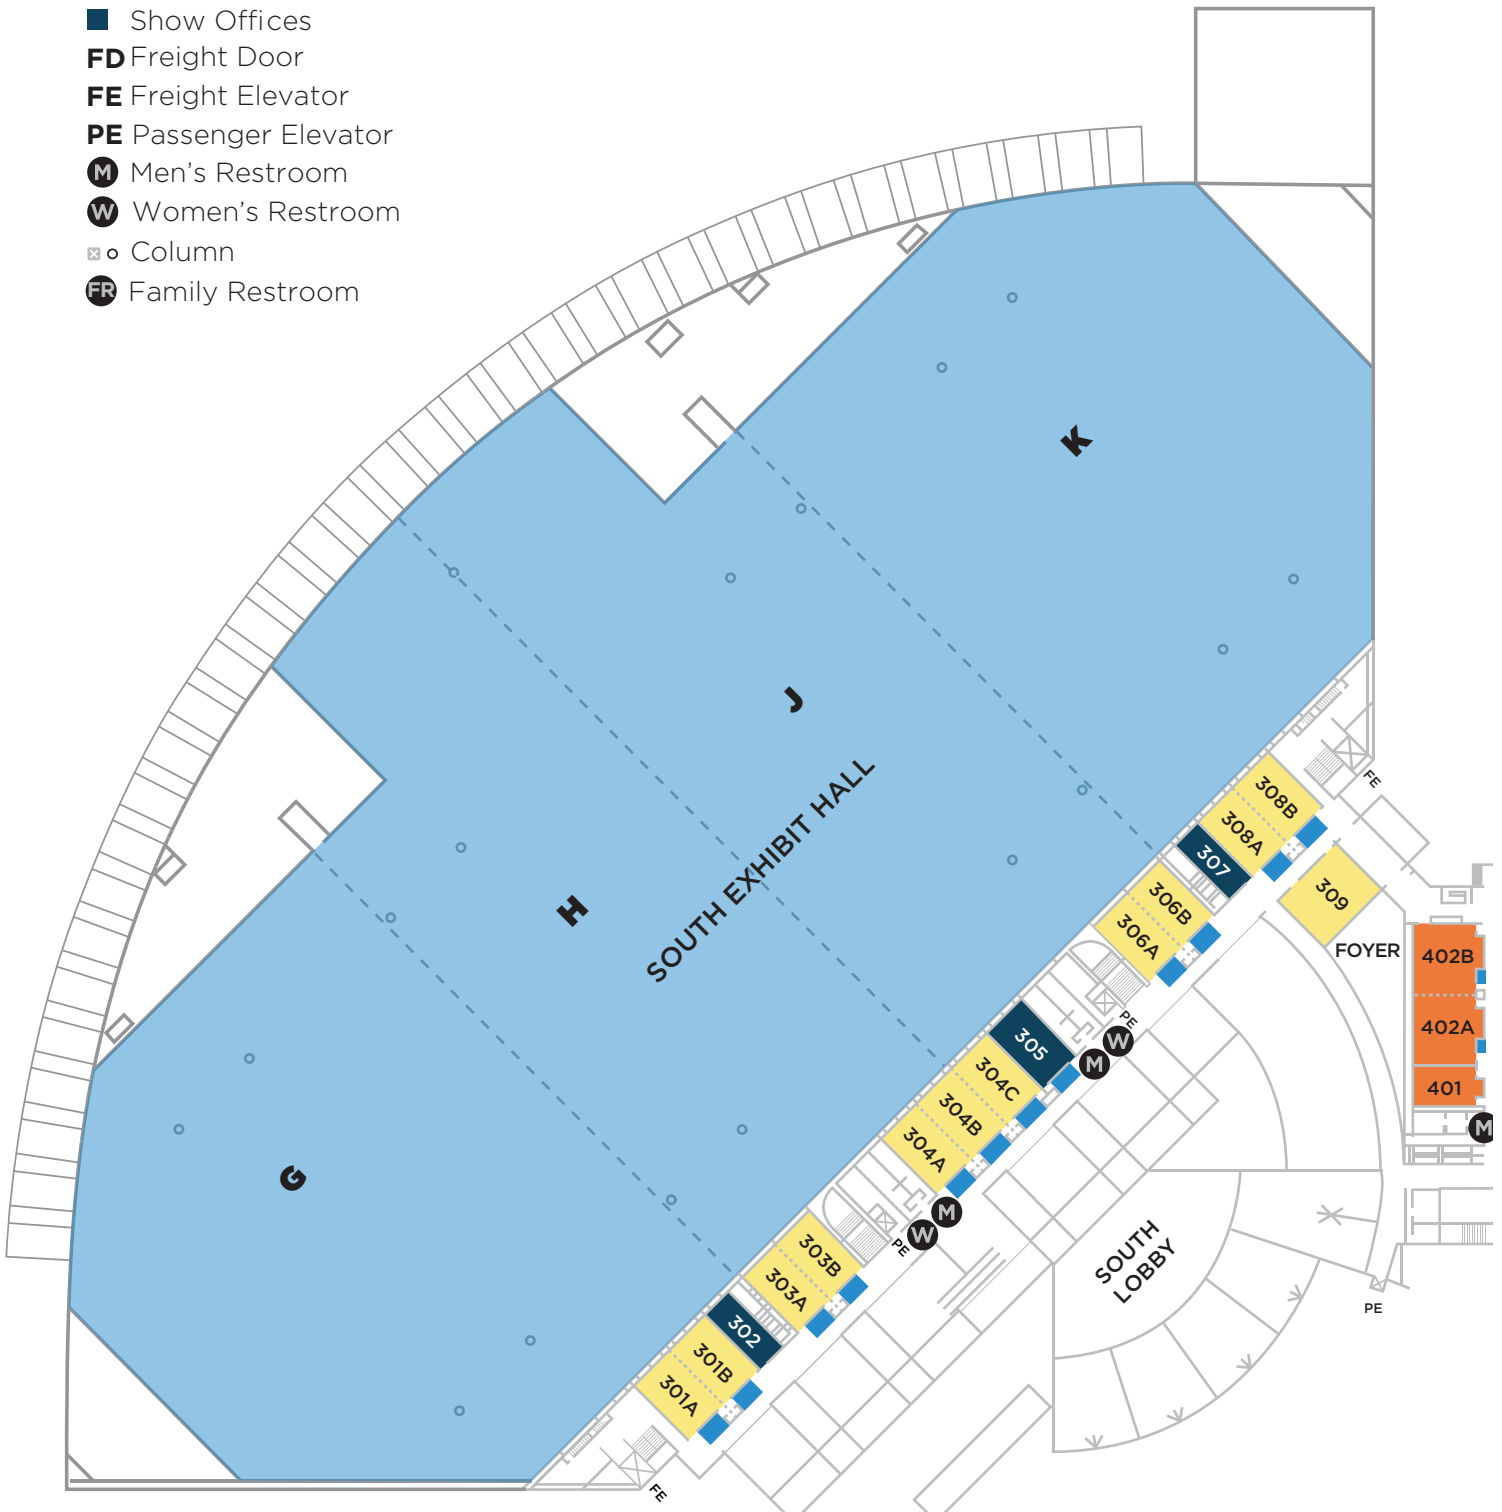 Show Offices
FD Freight Door
FE Freight Elevator
PE Passenger Elevator
M Men's Restroom
W Women's Restroom
Column
FR Family Restroom
K
J
H
G
SOUTH EXHIBIT HALL
FE
308B
308A
307
309
306B
306A
FOYER
402B
402A
401
M
PE
W
M
305
304C
304B
304A
M
W
PE
303B
303A
302
301B
301A
FE
SOUTH
LOBBY
PE